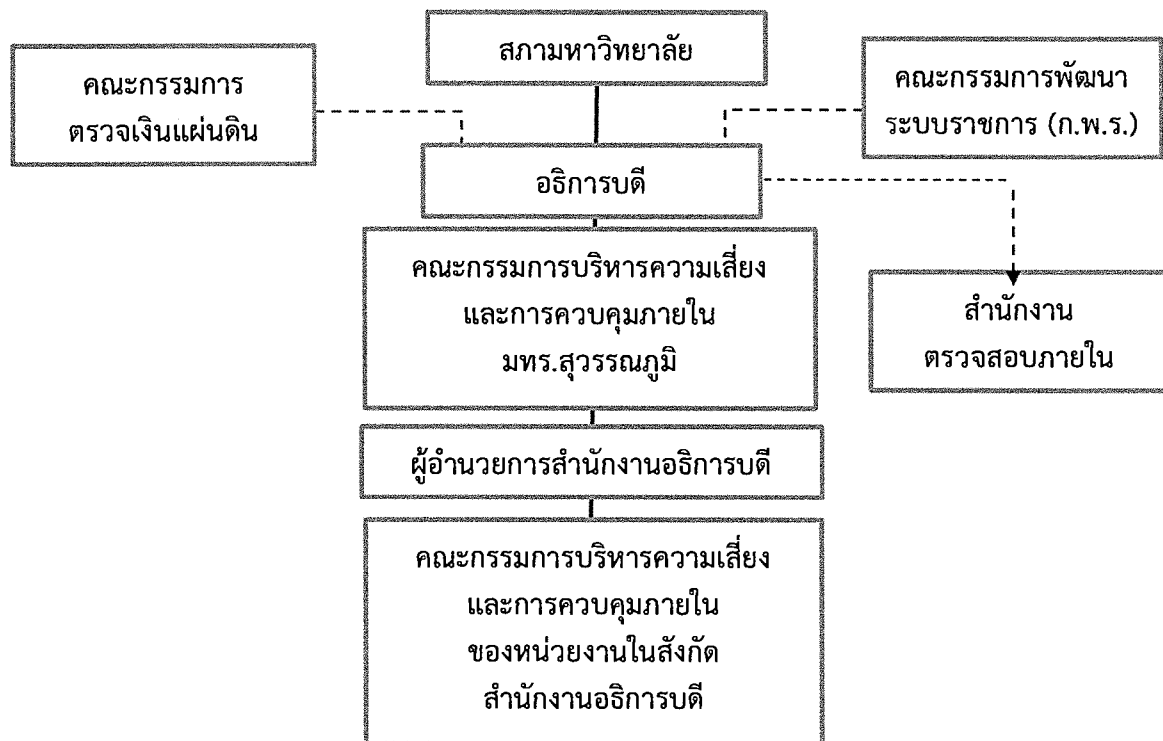 สภามหาวิทยาลัย
คณะกรรมการ
ตรวจเงินแผ่นดิน
คณะกรรมการพัฒนา
ระบบราชการ (ก.พ.ร.)
อธิการบดี
คณะกรรมการบริหารความเสี่ยง
และการควบคุมภายใน
มทร.สุวรรณภูมิ
สำนักงาน
ตรวจสอบภายใน
ผู้อำนวยการสำนักงานอธิการบดี
คณะกรรมการบริหารความเสี่ยง
และการควบคุมภายใน
ของหน่วยงานในสังกัด
สำนักงานอธิการบดี